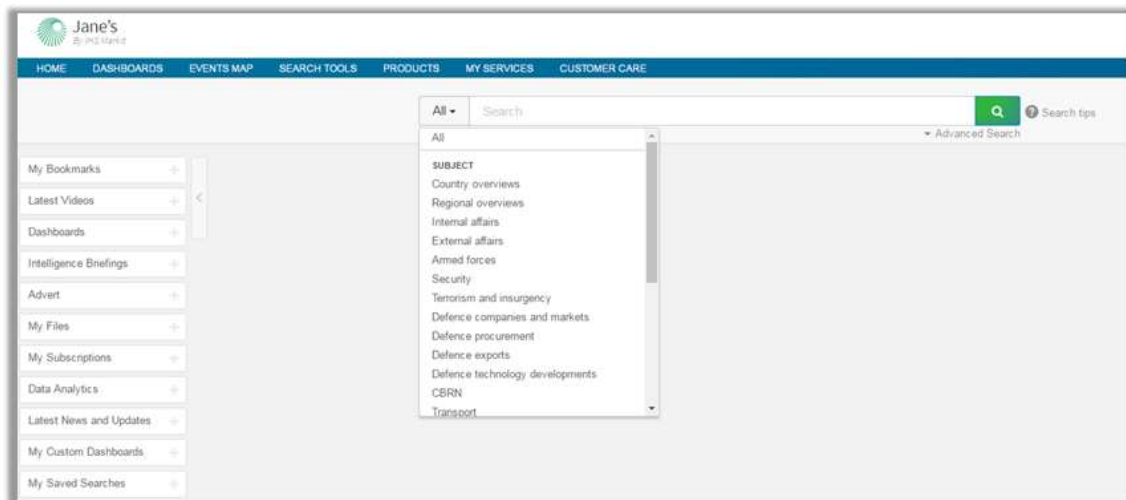 Jane's
By IHS Markit
HOME DASHBOARDS EVENTS MAP SEARCH TOOLS PRODUCTS MY SERVICES CUSTOMER CARE
All Search Search tips
Advanced Search
All
SUBJECT
Country overviews
Regional overviews
Internal affairs
External affairs
Armed forces
Security
Terrorism and insurgency
Defence companies and markets
Defence procurement
Defence exports
Defence technology developments
CBRN
Transport
My Bookmarks
Latest Videos
Dashboards
Intelligence Briefings
Advert
My Files
My Subscriptions
Data Analytics
Latest News and Updates
My Custom Dashboards
My Saved Searches